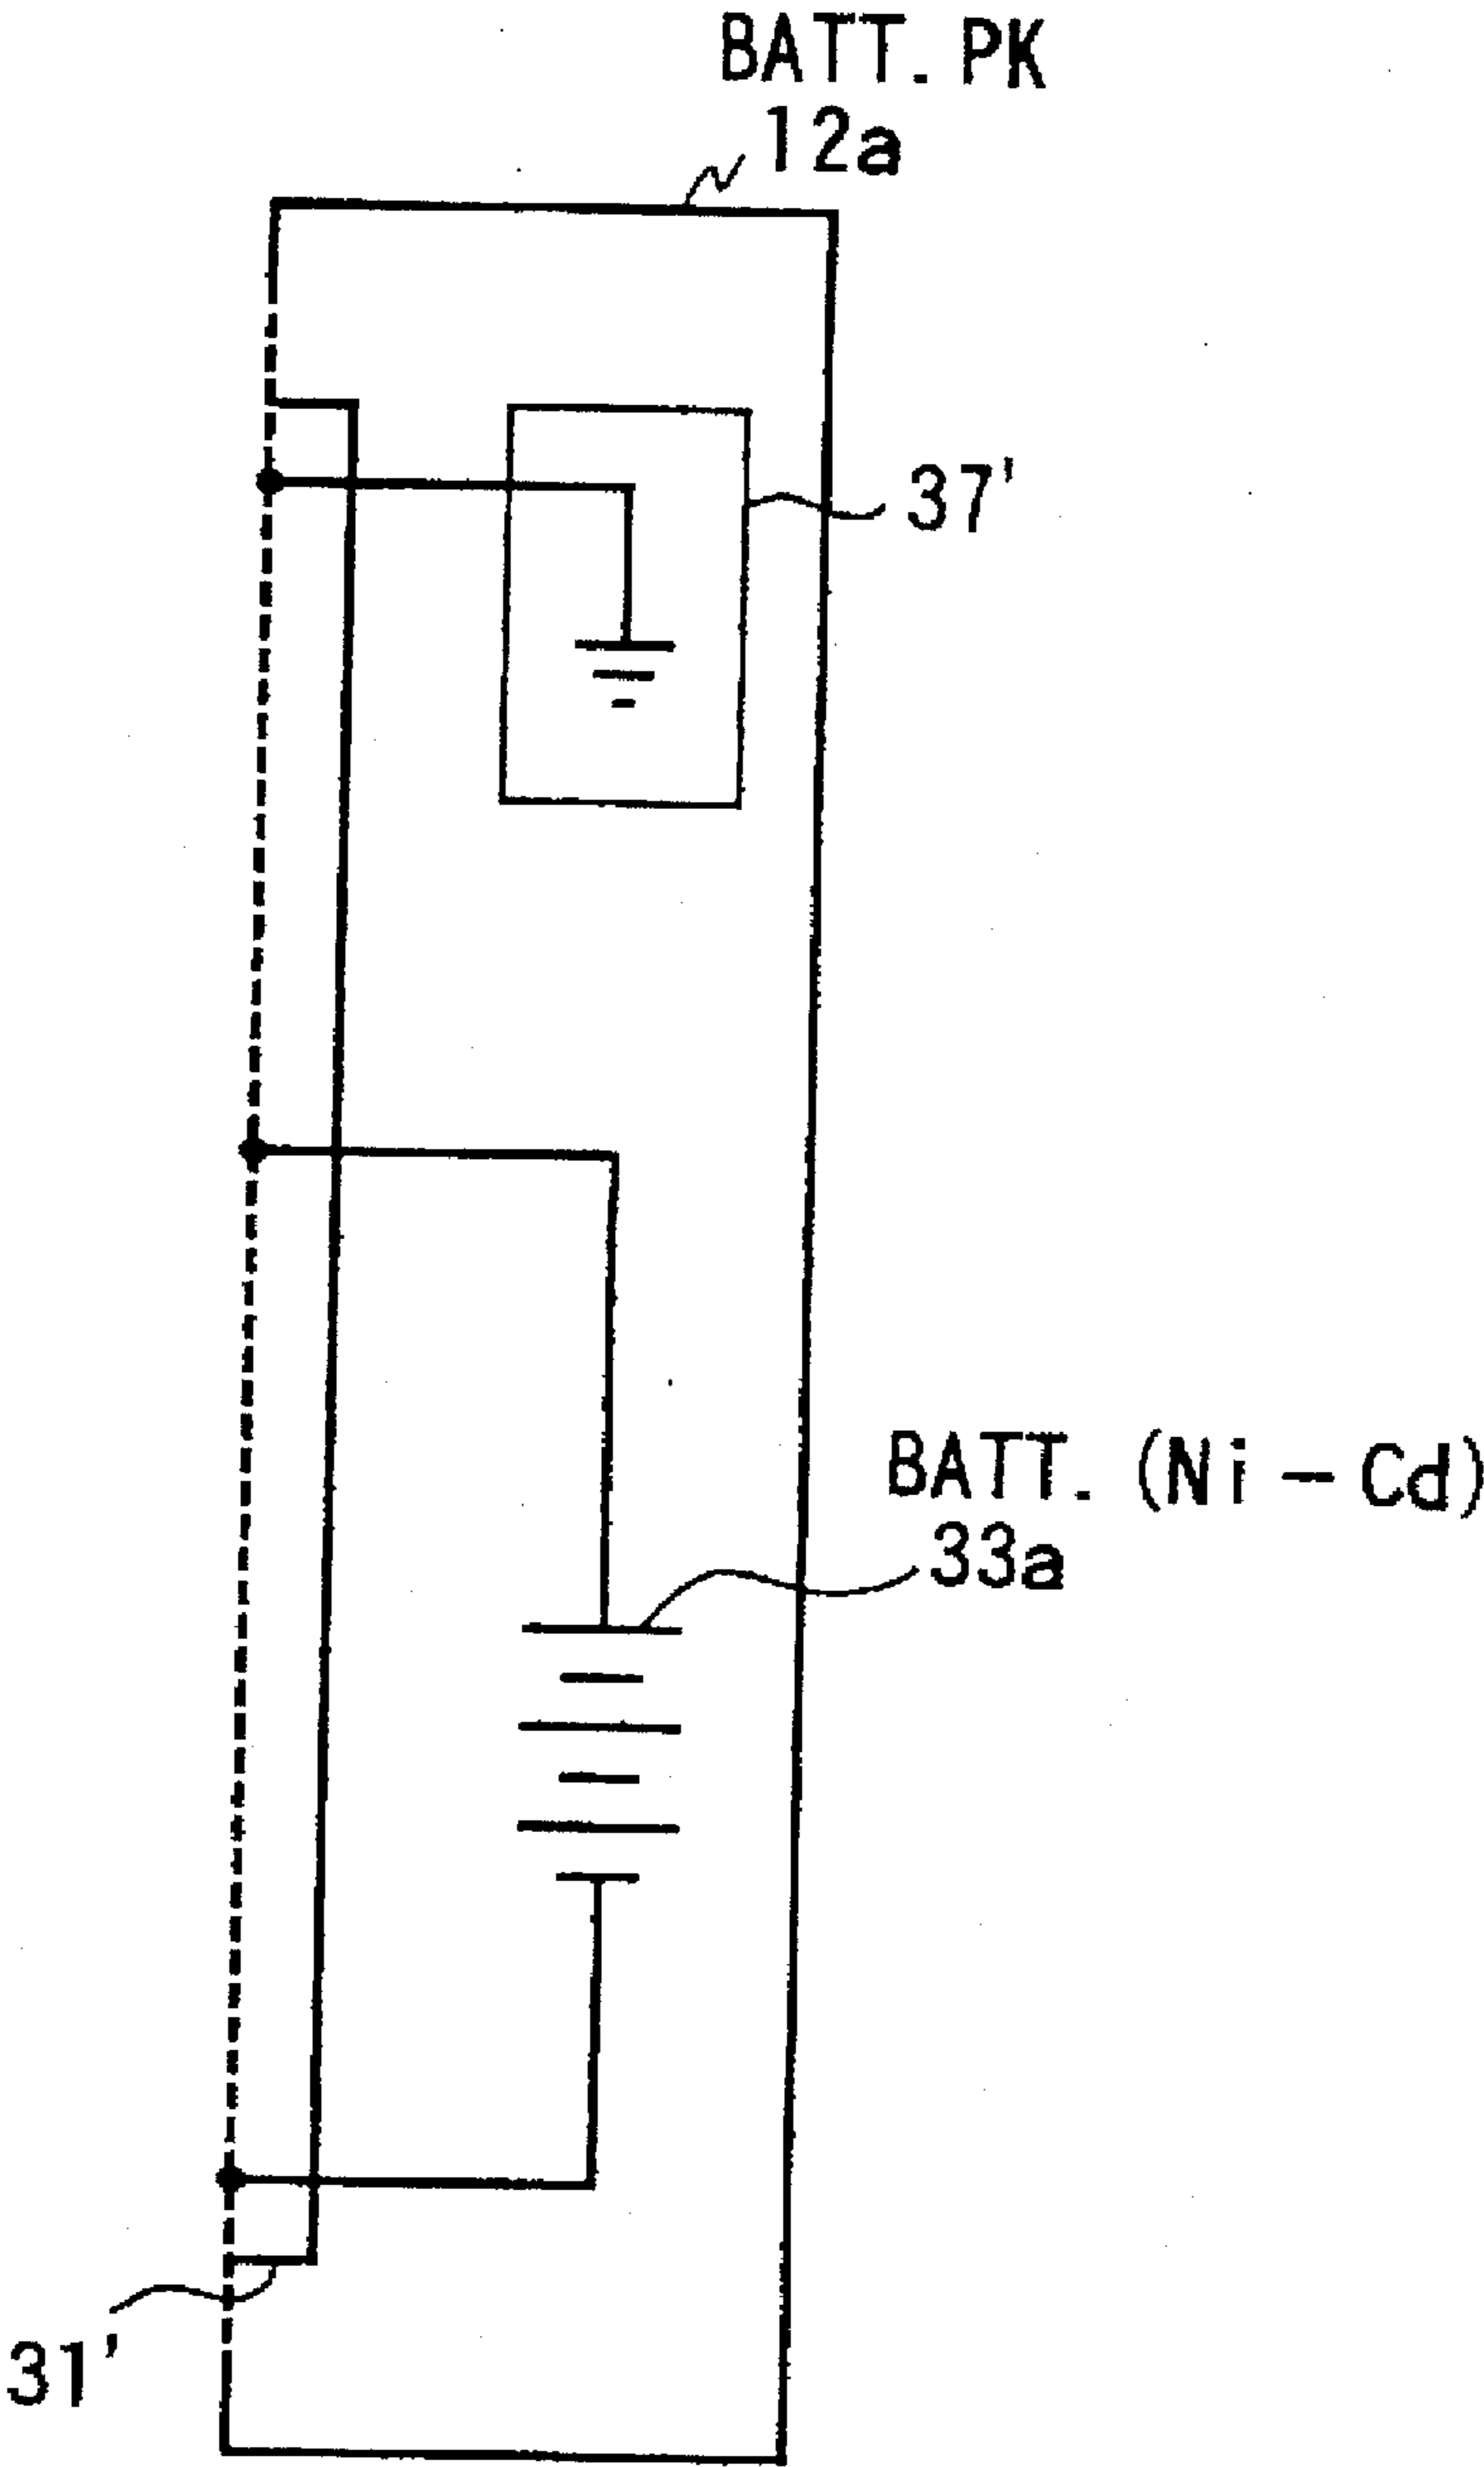 BATT. PK
12a
37'
BATT. (Ni-Cd)
33a
31'